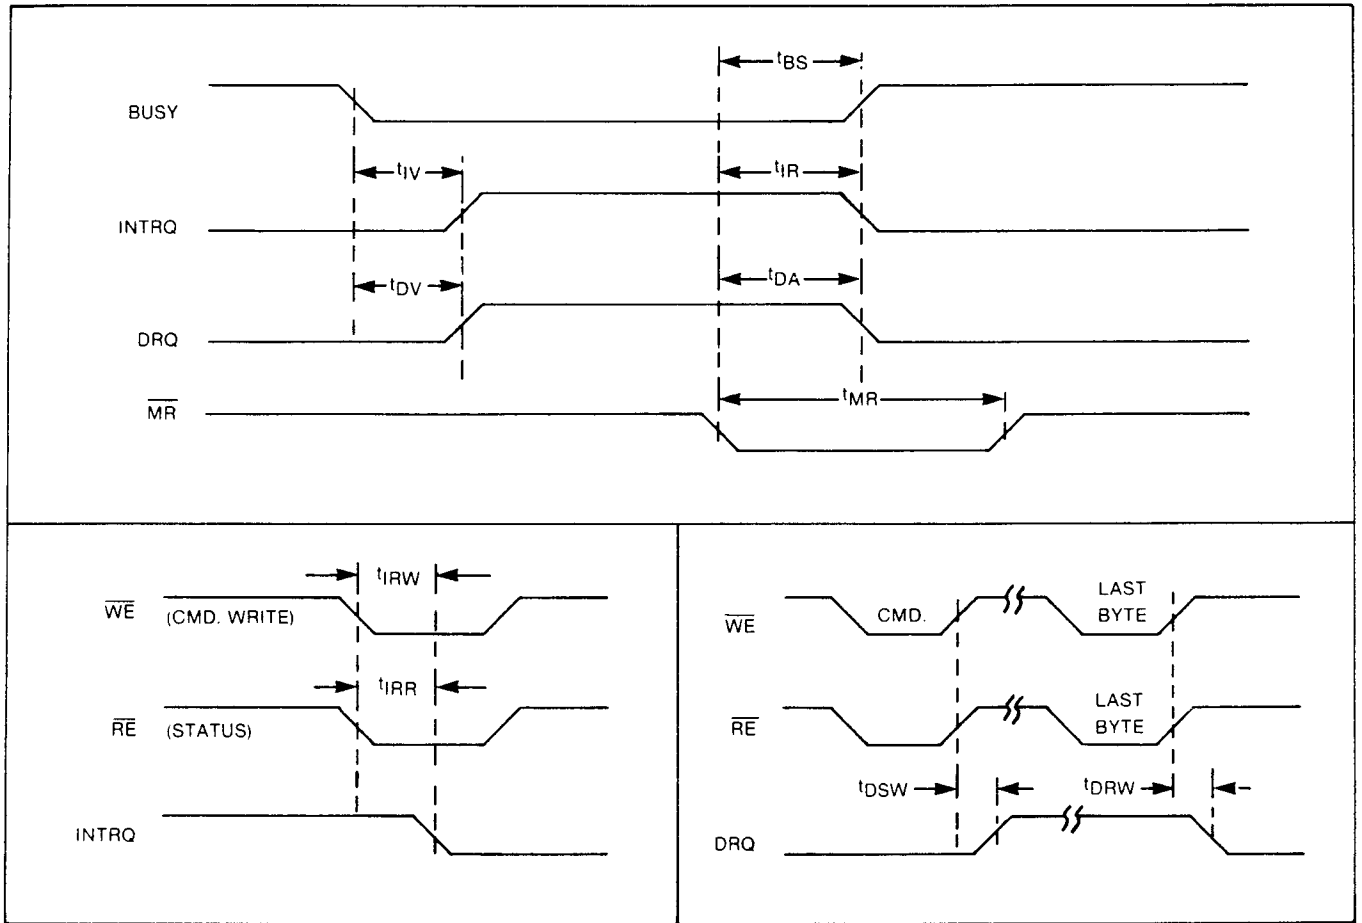 tBS
BUSY
tIV
tIR
INTRQ
tDV
tDA
DRQ
tMR
MR
tIRW
WE (CMD. WRITE)
tIRR
RE (STATUS)
INTRQ
WE CMD. LAST BYTE
RE LAST BYTE
tDSW tDRW
DRQ